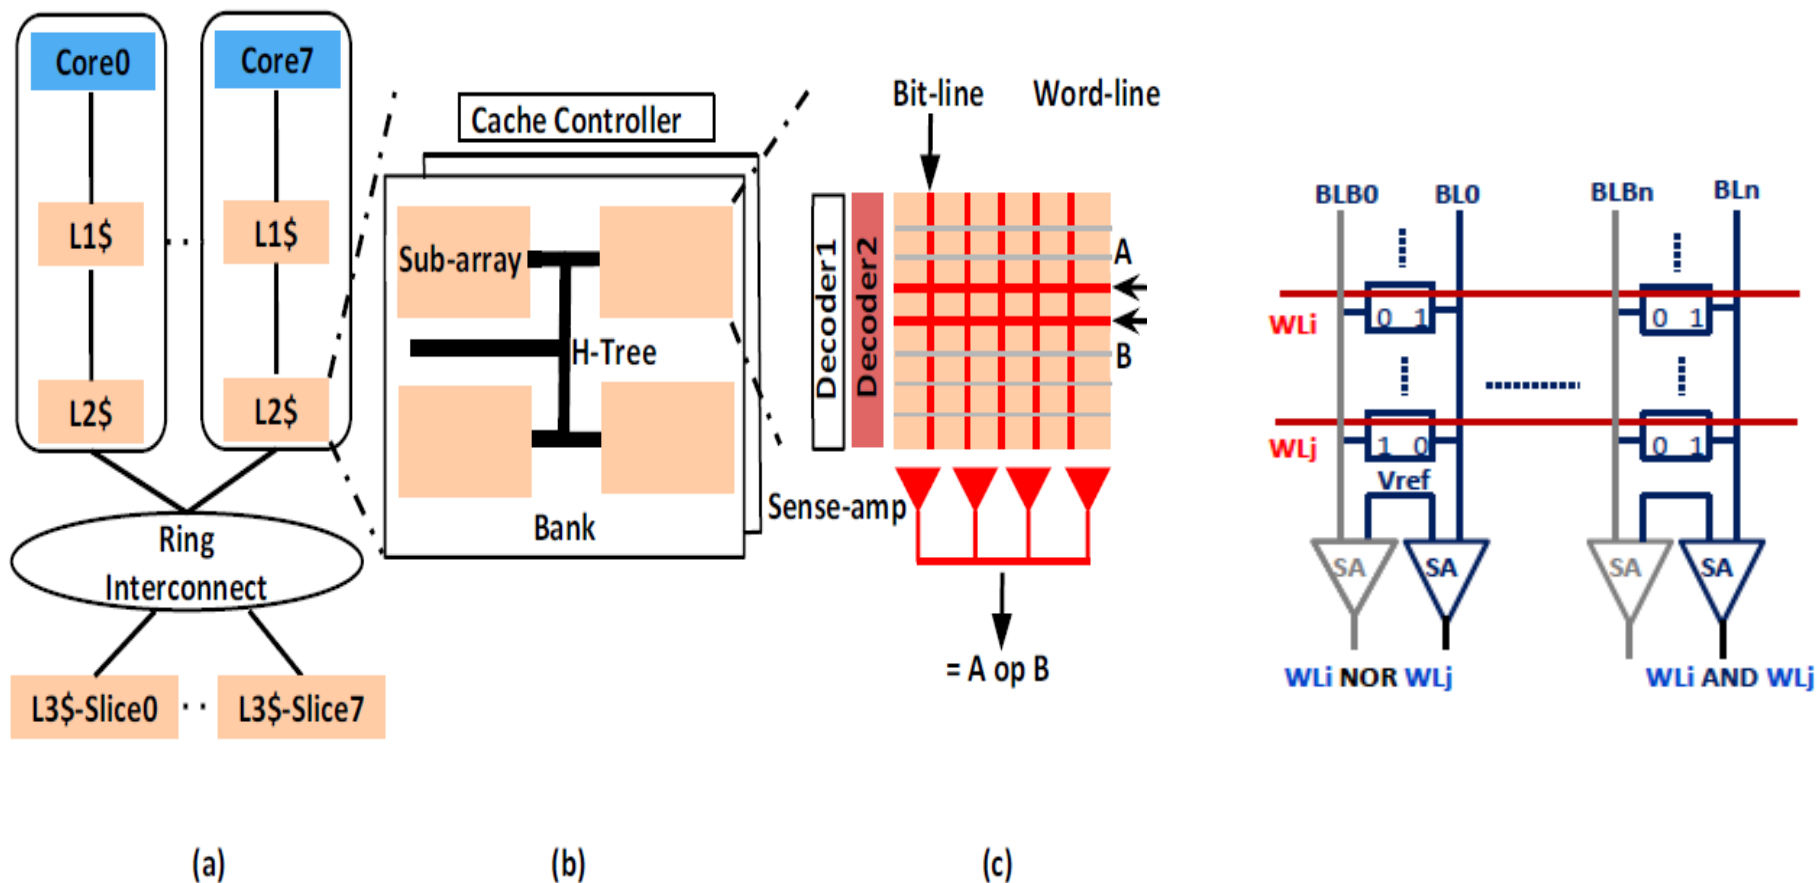 Core0
Core7
L1$
L1$
L2$
L2$
Ring
Interconnect
L3$-Slice0
L3$-Slice7
(a)
Cache Controller
Sub-array
H-Tree
Bank
(b)
Bit-line
Word-line
Decoder1
Decoder2
A
B
Sense-amp
= A op B
(c)
BLB0
BL0
BLBn
BLn
WLi
0 1
0 1
WLj
1 0
0 1
Vref
SA
SA
SA
SA
WLi NOR WLj
WLi AND WLj